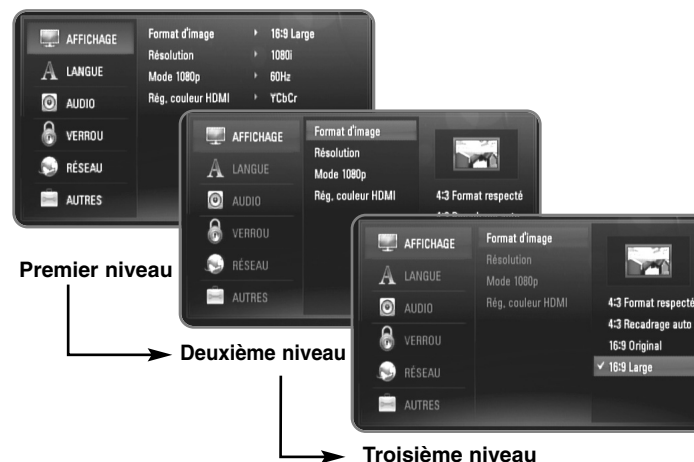 AFFICHAGE
LANGUE
AUDIO
VERROU
RÉSEAU
AUTRES
Format d'image 16:9 Large
Résolution 1080i
Mode 1080p 60Hz
Rég. couleur HDMI YCbCr
Premier niveau
AFFICHAGE
LANGUE
AUDIO
VERROU
RÉSEAU
AUTRES
Format d'image
Résolution
Mode 1080p
Rég. couleur HDMI
4:3 Format respecté
Deuxième niveau
AFFICHAGE
LANGUE
AUDIO
VERROU
RÉSEAU
AUTRES
Format d'image
Résolution
Mode 1080p
Rég. couleur HDMI
4:3 Format respecté
4:3 Recadrage auto
16:9 Original
✓ 16:9 Large
Troisième niveau